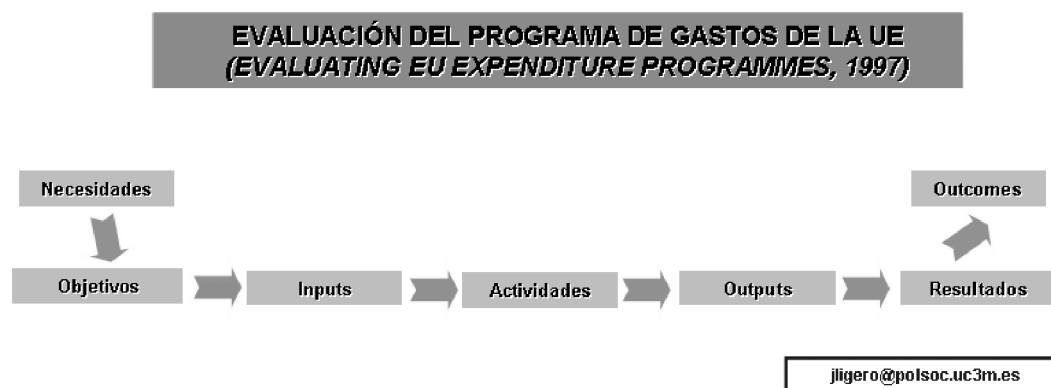 EVALUACIÓN DEL PROGRAMA DE GASTOS DE LA UE
(EVALUATING EU EXPENDITURE PROGRAMMES, 1997)
Necesidades
Outcomes
Objetivos
Inputs
Actividades
Outputs
Resultados
jligero@polsoc.uc3m.es